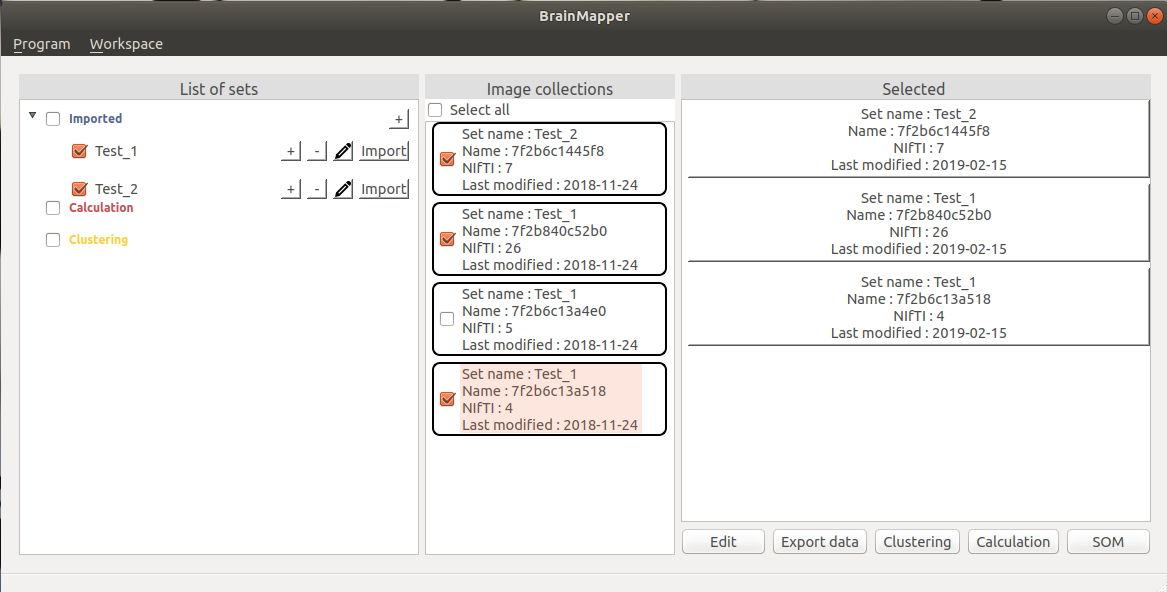 BrainMapper
Program Workspace
List of sets
Imported +
Test_1 + - Import
Test_2 + - Import
Calculation
Clustering
Image collections
Select all
Set name : Test_2
Name : 7f2b6c1445f8
NIfTI : 7
Last modified : 2018-11-24
Set name : Test_1
Name : 7f2b840c52b0
NIfTI : 26
Last modified : 2018-11-24
Set name : Test_1
Name : 7f2b6c13a4e0
NIfTI : 5
Last modified : 2018-11-24
Set name : Test_1
Name : 7f2b6c13a518
NIfTI : 4
Last modified : 2018-11-24
Selected
Set name : Test_2
Name : 7f2b6c1445f8
NIfTI : 7
Last modified : 2019-02-15
Set name : Test_1
Name : 7f2b840c52b0
NIfTI : 26
Last modified : 2019-02-15
Set name : Test_1
Name : 7f2b6c13a518
NIfTI : 4
Last modified : 2019-02-15
Edit Export data Clustering Calculation SOM